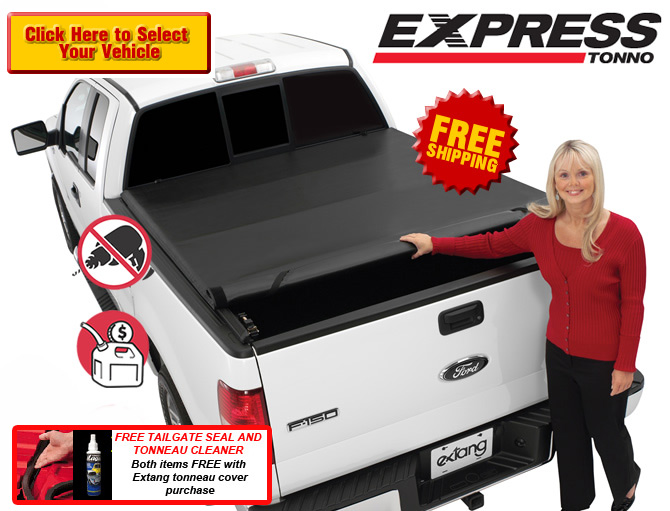 Click Here to Select
Your Vehicle
EXPRESS
TONNO
FREE
SHIPPING
$
Ford
F-150
extang
FREE TAILGATE SEAL AND
TONNEAU CLEANER
Both items FREE with
Extang tonneau cover
purchase